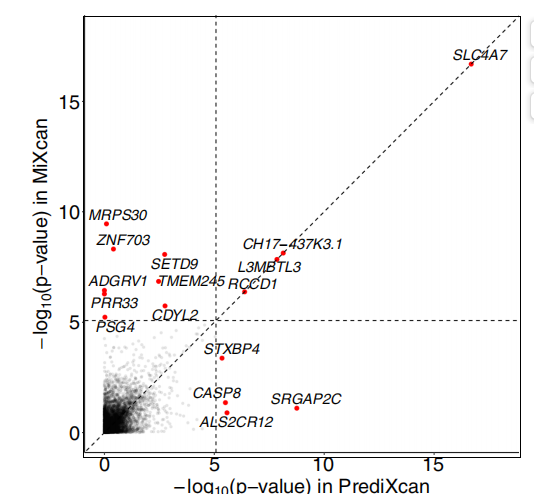 SLC4A7
15
10
MRPS30
ZNF703
CH17−437K3.1
SETD9
L3MBTL3
ADGRV1
TMEM245
RCCD1
PRR33
CDYL2
PSG4
5
STXBP4
CASP8
SRGAP2C
ALS2CR12
0
0 5 10 15
−log10(p−value) in MiXcan
−log10(p−value) in PrediXcan